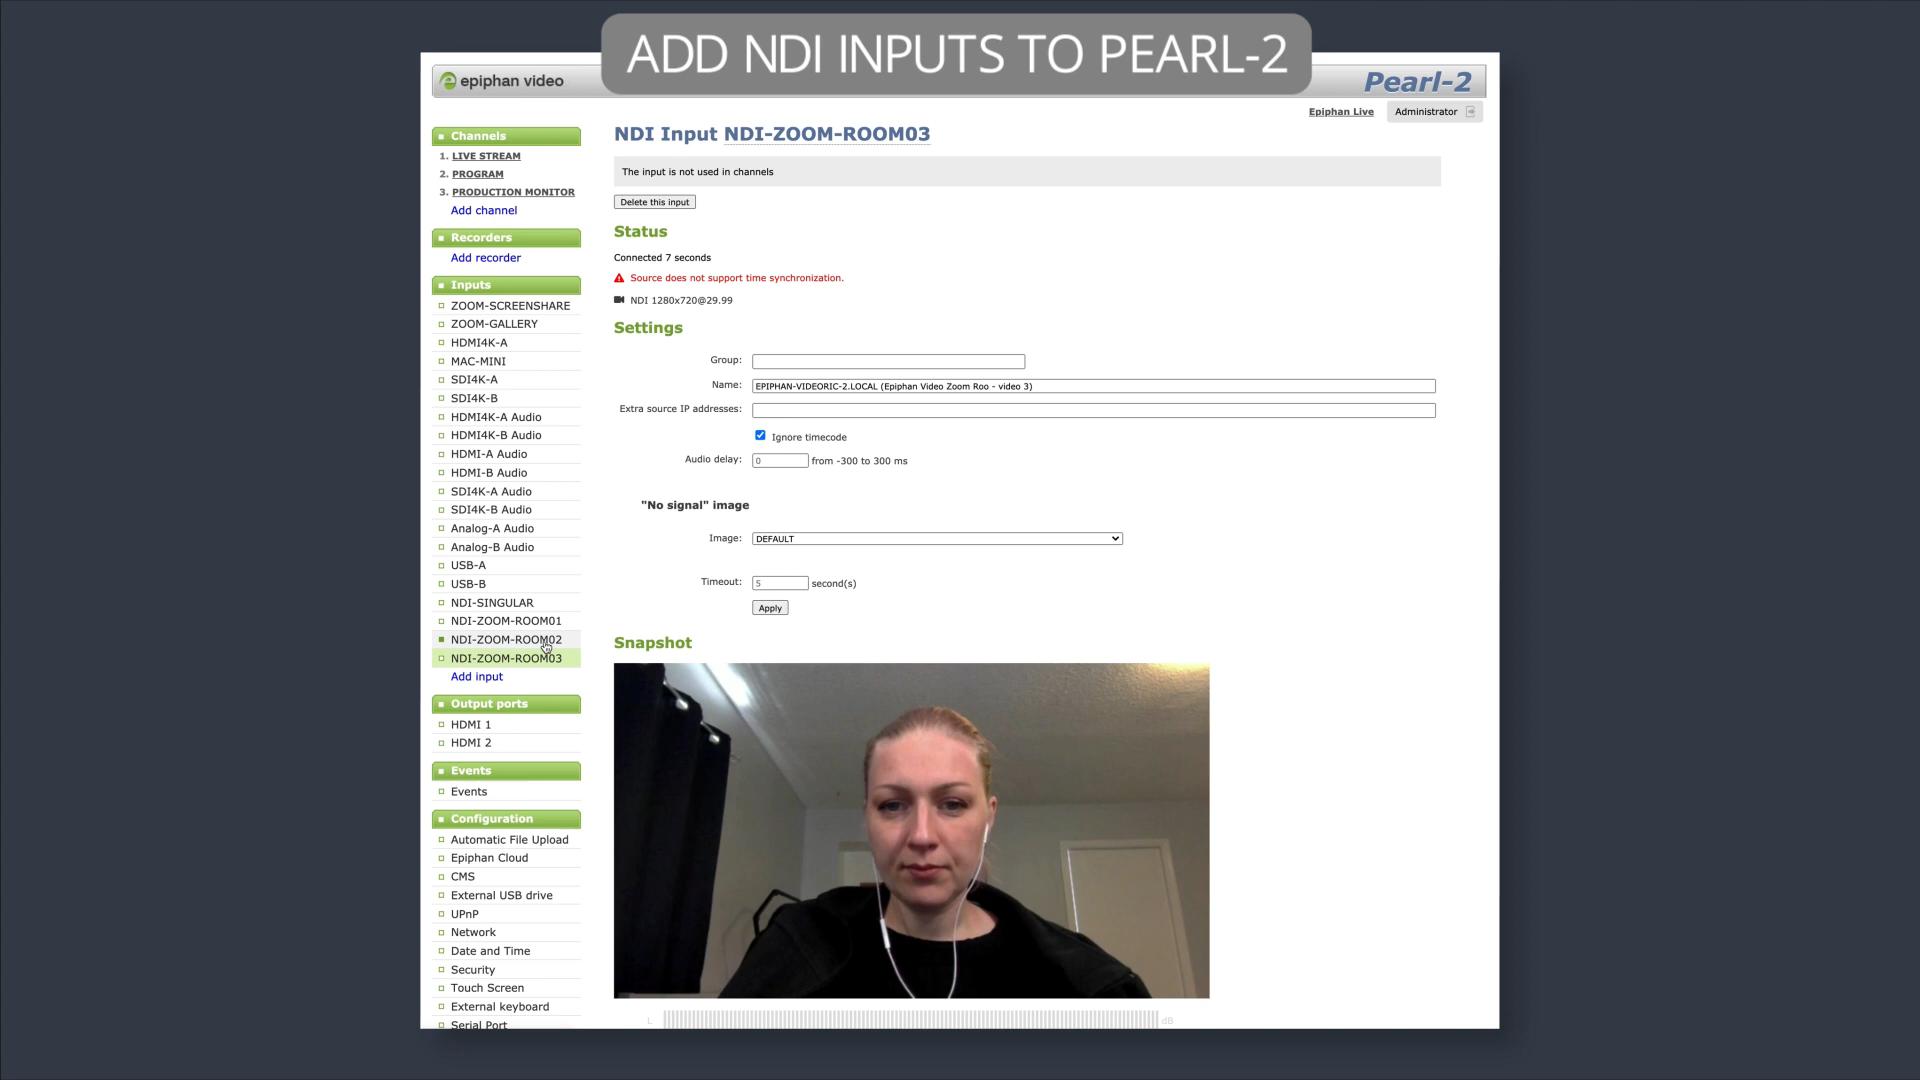 ADD NDI INPUTS TO PEARL-2
epiphan video
Pearl-2
Epiphan Live
Administrator
Channels
1. LIVE STREAM
2. PROGRAM
3. PRODUCTION MONITOR
Add channel
Recorders
Add recorder
Inputs
ZOOM-SCREENSHARE
ZOOM-GALLERY
HDMI4K-A
MAC-MINI
SDI4K-A
SDI4K-B
HDMI4K-A Audio
HDMI4K-B Audio
HDMI-A Audio
HDMI-B Audio
SDI4K-A Audio
SDI4K-B Audio
Analog-A Audio
Analog-B Audio
USB-A
USB-B
NDI-SINGULAR
NDI-ZOOM-ROOM01
NDI-ZOOM-ROOM02
NDI-ZOOM-ROOM03
Add input
Output ports
HDMI 1
HDMI 2
Events
Events
Configuration
Automatic File Upload
Epiphan Cloud
CMS
External USB drive
UPnP
Network
Date and Time
Security
Touch Screen
External keyboard
Serial Port
NDI Input NDI-ZOOM-ROOM03
The input is not used in channels
Delete this input
Status
Connected 7 seconds
Source does not support time synchronization.
NDI 1280x720@29.99
Settings
Group:
Name: EPIPHAN-VIDEORIC-2.LOCAL (Epiphan Video Zoom Roo - video 3)
Extra source IP addresses:
Ignore timecode
Audio delay: 0 from -300 to 300 ms
"No signal" image
Image: DEFAULT
Timeout: 5 second(s)
Apply
Snapshot
L dB